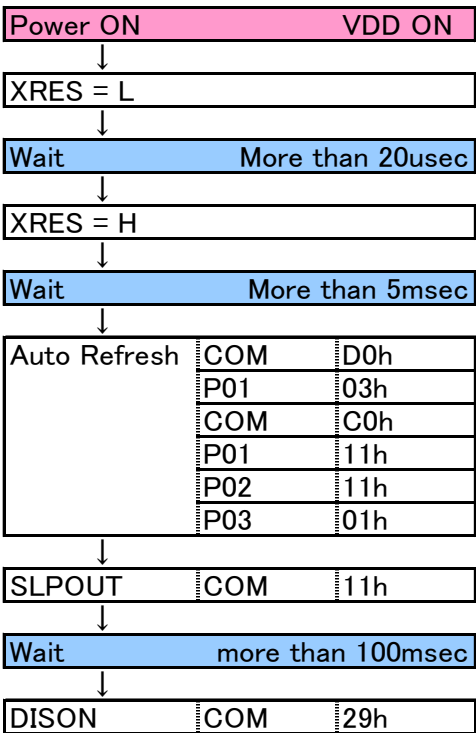 Power ON VDD ON
↓
XRES = L
↓
Wait More than 20usec
↓
XRES = H
↓
Wait More than 5msec
↓
Auto Refresh COM D0h
P01 03h
COM C0h
P01 11h
P02 11h
P03 01h
↓
SLPOUT COM 11h
↓
Wait more than 100msec
↓
DISON COM 29h